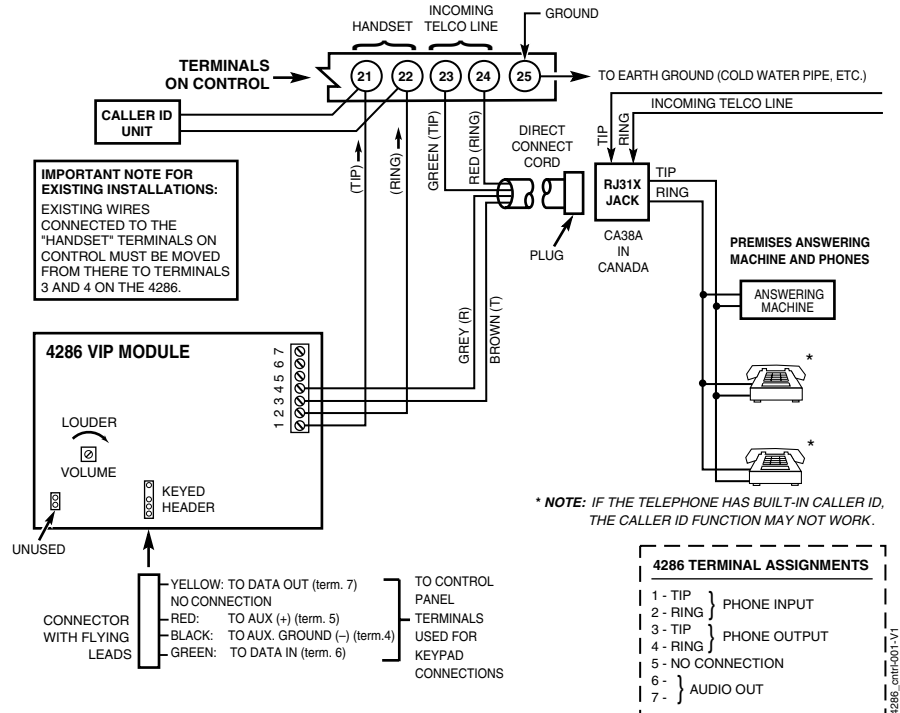 HANDSET
INCOMING
TELCO LINE
GROUND
TERMINALS
ON CONTROL
21 22 23 24 25
TO EARTH GROUND (COLD WATER PIPE, ETC.)
INCOMING TELCO LINE
CALLER ID
UNIT
(TIP)
(RING)
GREEN (TIP)
RED (RING)
DIRECT
CONNECT
CORD
TIP
RING
RJ31X
JACK
TIP
RING
PLUG
CA38A
IN
CANADA
IMPORTANT NOTE FOR
EXISTING INSTALLATIONS:
EXISTING WIRES
CONNECTED TO THE
"HANDSET" TERMINALS ON
CONTROL MUST BE MOVED
FROM THERE TO TERMINALS
3 AND 4 ON THE 4286.
PREMISES ANSWERING
MACHINE AND PHONES
ANSWERING
MACHINE
*
*
GREY (R)
BROWN (T)
4286 VIP MODULE
1 2 3 4 5 6 7
LOUDER
VOLUME
KEYED
HEADER
UNUSED
* NOTE: IF THE TELEPHONE HAS BUILT-IN CALLER ID,
THE CALLER ID FUNCTION MAY NOT WORK.
CONNECTOR
WITH FLYING
LEADS
YELLOW: TO DATA OUT (term. 7)
NO CONNECTION
RED: TO AUX (+) (term. 5)
BLACK: TO AUX. GROUND (–) (term.4)
GREEN: TO DATA IN (term. 6)
TO CONTROL
PANEL
TERMINALS
USED FOR
KEYPAD
CONNECTIONS
4286 TERMINAL ASSIGNMENTS
1 - TIP
2 - RING
PHONE INPUT
3 - TIP
4 - RING
PHONE OUTPUT
5 - NO CONNECTION
6 -
7 -
AUDIO OUT
4286_cntrl-001-V1